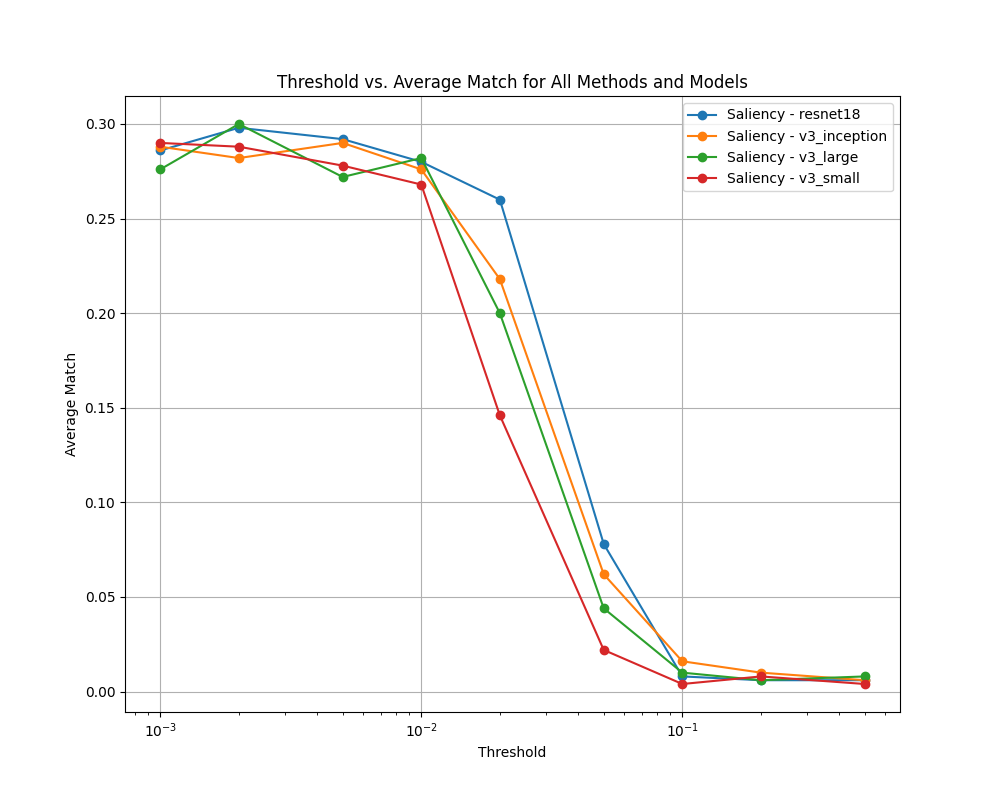 Threshold vs. Average Match for All Methods and Models
Saliency - resnet18
Saliency - v3_inception
Saliency - v3_large
Saliency - v3_small
0.30
0.25
0.20
0.15
0.10
0.05
0.00
Average Match
10⁻³
10⁻²
10⁻¹
Threshold